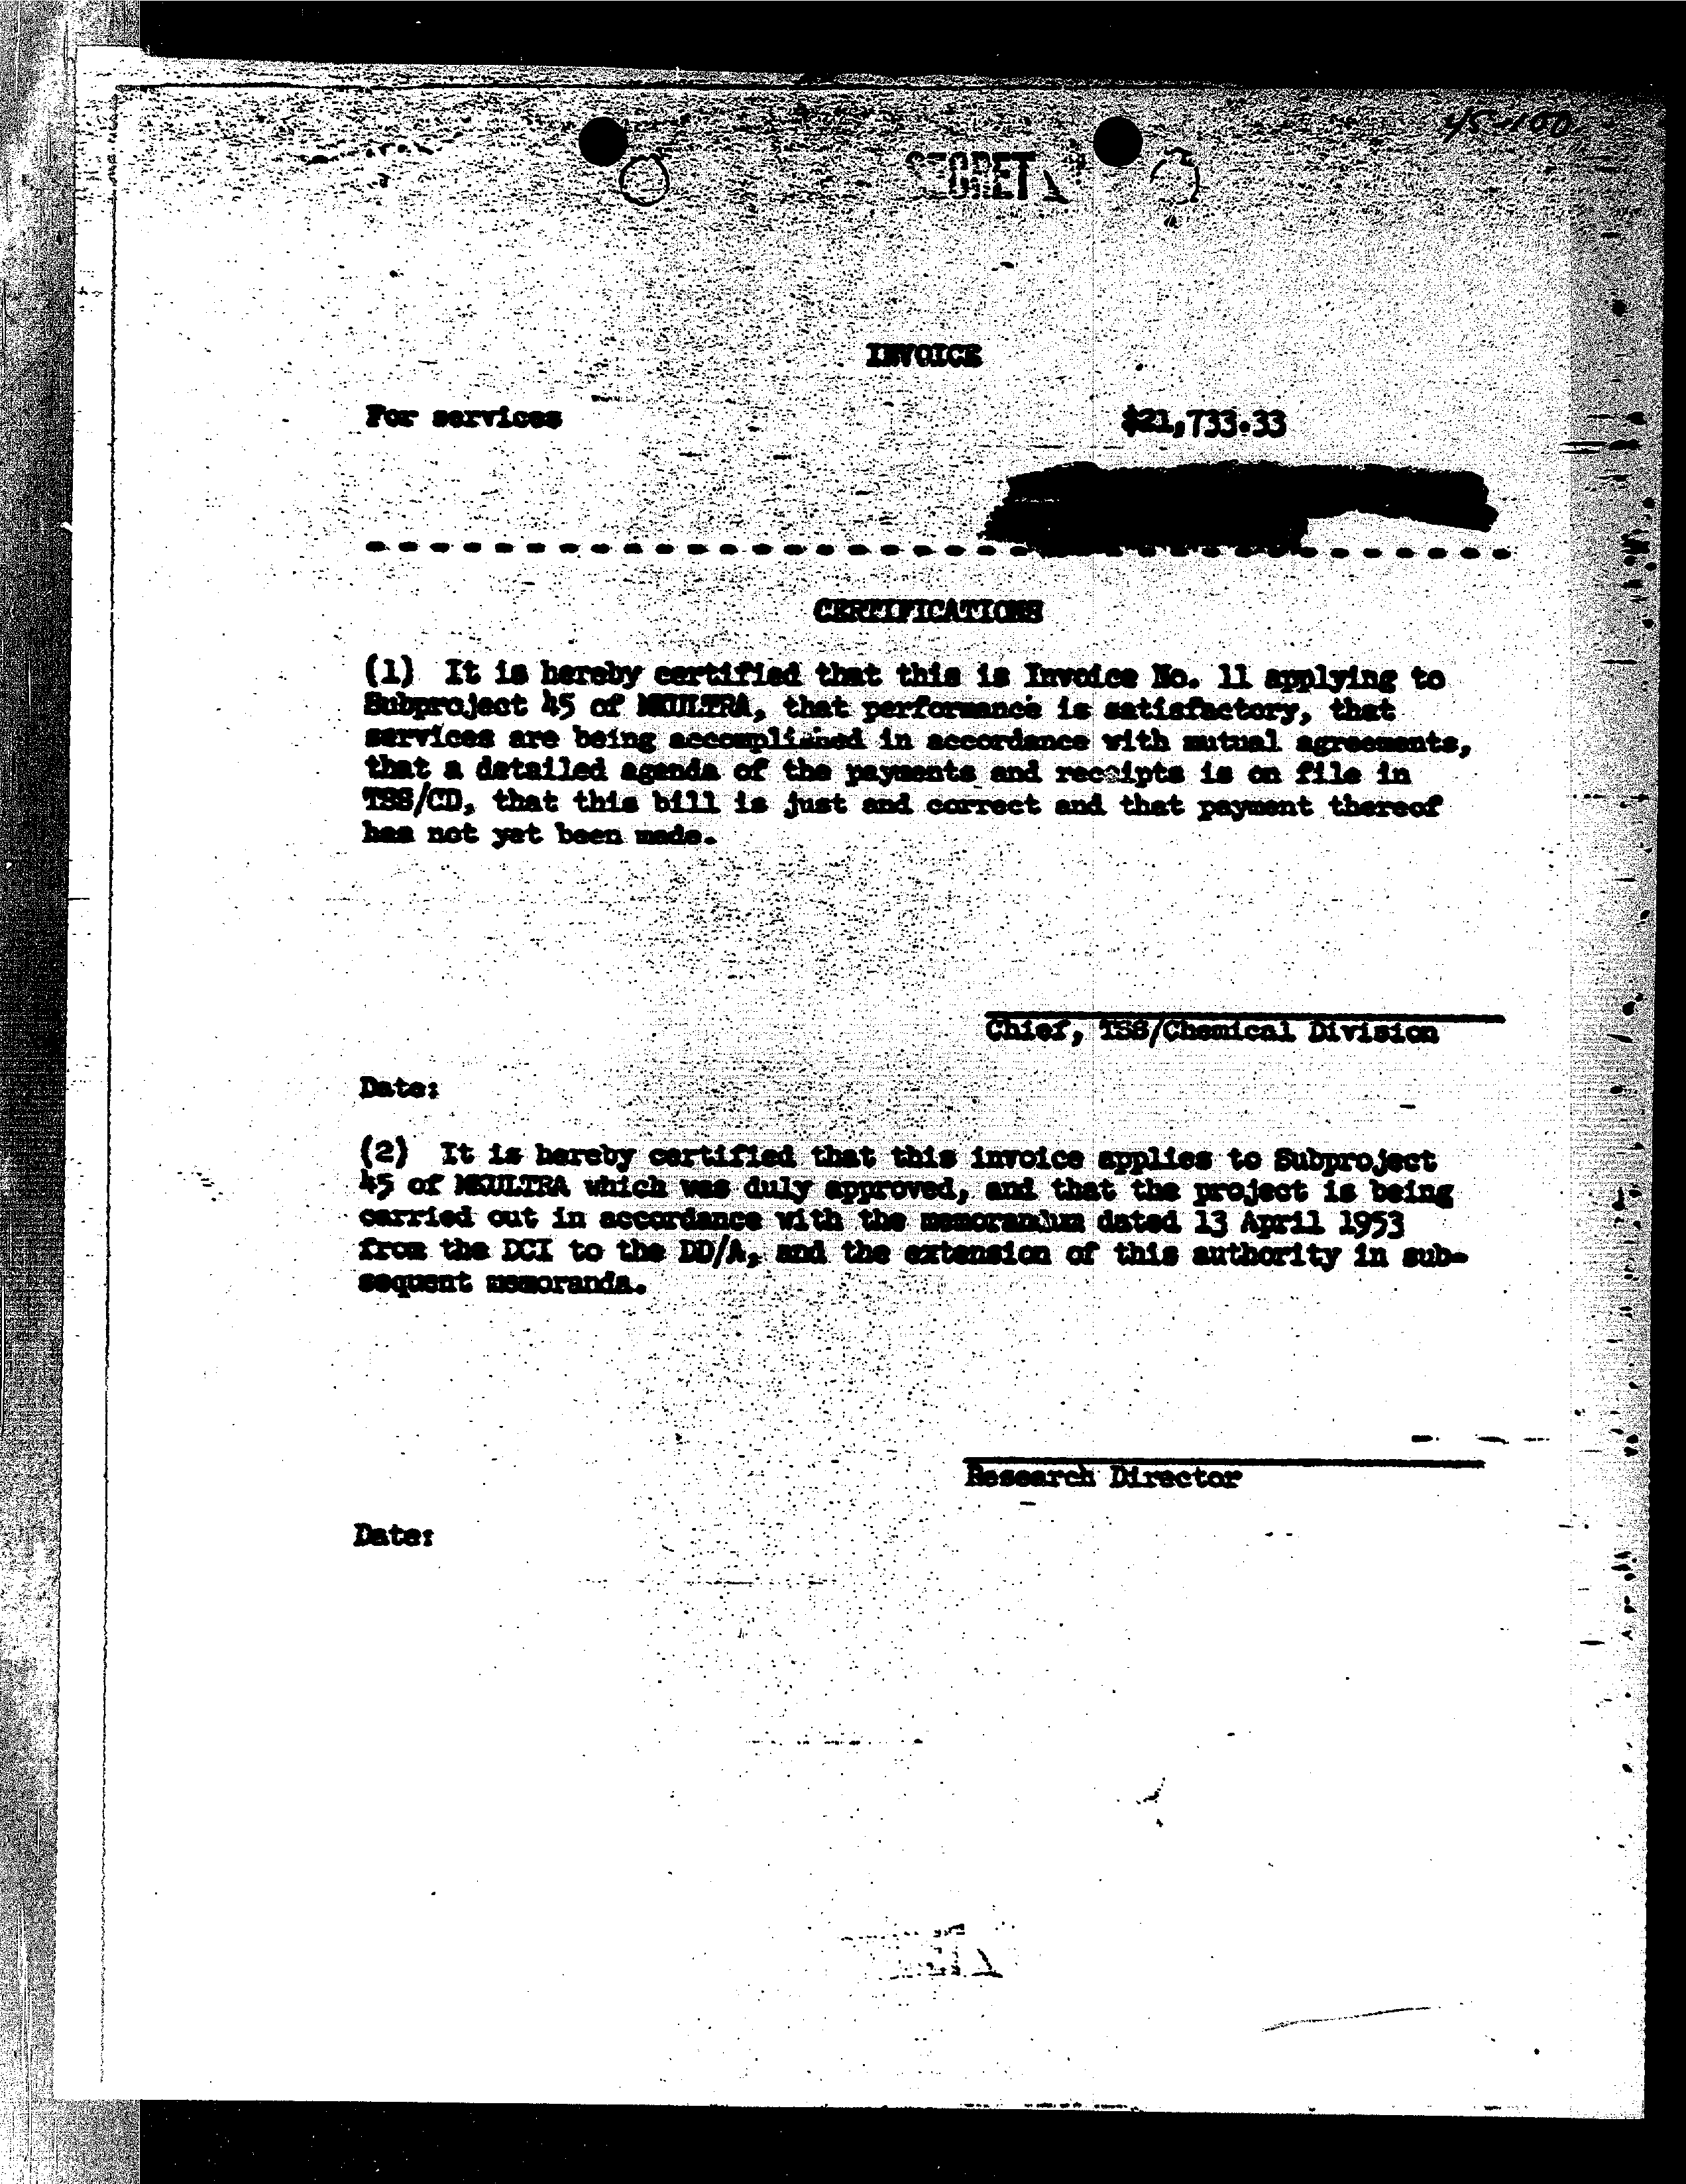 45-100
SECRET
INVOICE
For services $21,733.33
CERTIFICATIONS
(1) It is hereby certified that this is Invoice No. 11 applying to
Subproject 45 of MKULTRA, that performance is satisfactory, that
services are being accomplished in accordance with mutual agreements,
that a detailed agenda of the payments and receipts is on file in
TSS/CD, that this bill is just and correct and that payment thereof
has not yet been made.
Chief, TSS/Chemical Division
Date:
(2) It is hereby certified that this invoice applies to Subproject
45 of MKULTRA which was duly approved, and that the project is being
carried out in accordance with the memorandum dated 13 April 1953
from the DCI to the DD/A, and the extension of this authority in sub-
sequent memoranda.
Research Director
Date: